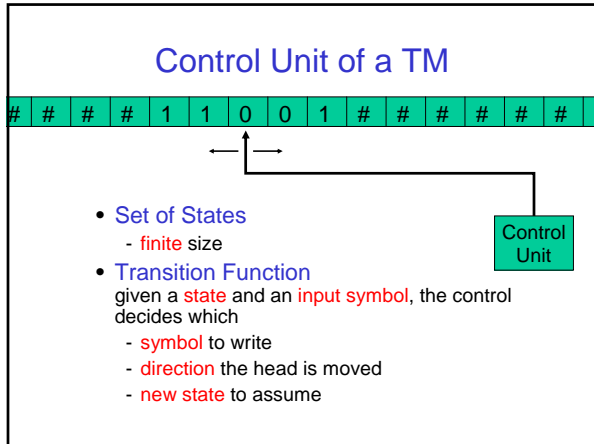 Control Unit of a TM
# # # # 1 1 0 0 1 # # # # # #
• Set of States
- finite size
Control
Unit
• Transition Function
given a state and an input symbol, the control
decides which
- symbol to write
- direction the head is moved
- new state to assume